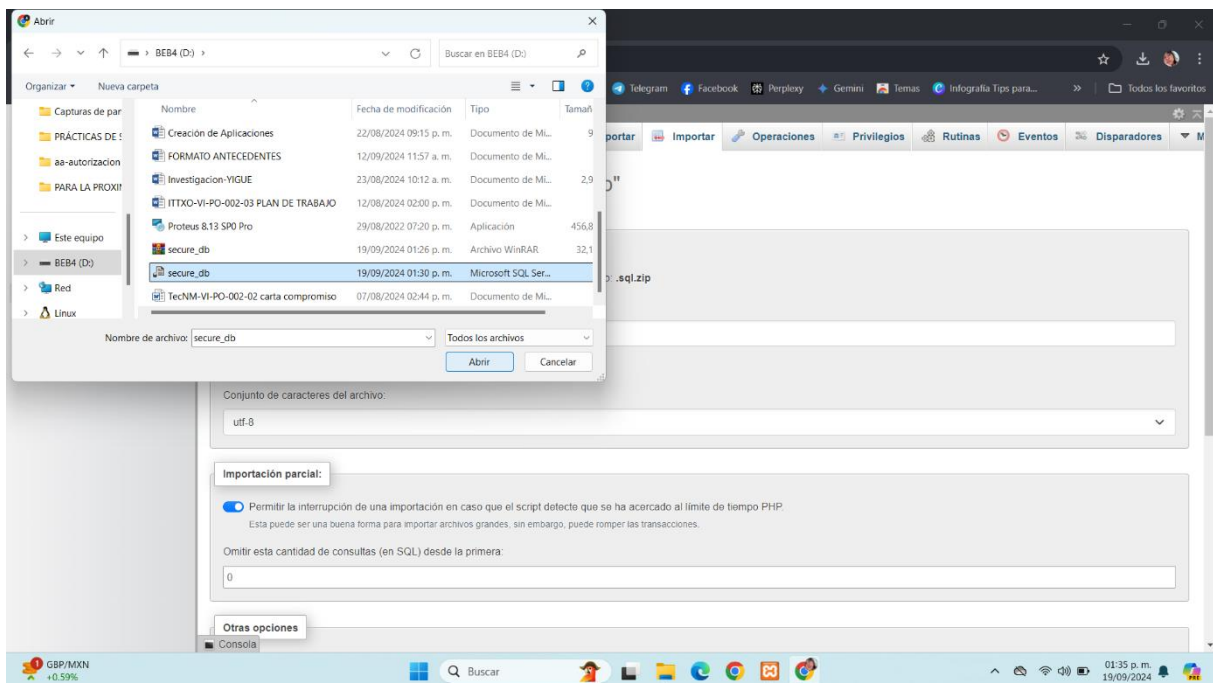 Abrir
BEB4 (D:)
Buscar en BEB4 (D:)
Organizar
Nueva carpeta
Telegram Facebook Perplexy Gemini Temas Infografia Tips para... » Todos los favoritos
Capturas de par
PRÁCTICAS DE S
aa-autorizacion
PARA LA PROXIM
Este equipo
BEB4 (D:)
Red
Linux
Nombre Fecha de modificación Tipo Tamañ
Creación de Aplicaciones 22/08/2024 09:15 p. m. Documento de Mi... 9
FORMATO ANTECEDENTES 12/09/2024 11:57 a. m. Documento de Mi...
Investigacion-YIGUE 23/08/2024 10:12 a. m. Documento de Mi... 2,9
ITTXO-VI-PO-002-03 PLAN DE TRABAJO 12/08/2024 02:00 p. m. Documento de Mi...
Proteus 8.13 SP0 Pro 29/08/2022 07:20 p. m. Aplicación 456,8
secure_db 19/09/2024 01:26 p. m. Archivo WinRAR 32,1
secure_db 19/09/2024 01:30 p. m. Microsoft SQL Ser...
TecNM-VI-PO-002-02 carta compromiso 07/08/2024 02:44 p. m. Documento de Mi...
Nombre de archivo: secure_db Todos los archivos
Abrir Cancelar
portar Importar Operaciones Privilegios Rutinas Eventos Disparadores M
.sql.zip
Conjunto de caracteres del archivo:
utf-8
Importación parcial:
Permitir la interrupción de una importación en caso que el script detecte que se ha acercado al límite de tiempo PHP.
Esta puede ser una buena forma para importar archivos grandes, sin embargo, puede romper las transacciones.
Omitir esta cantidad de consultas (en SQL) desde la primera:
0
Otras opciones
Consola
GBP/MXN
+0.59%
Buscar
01:35 p. m.
19/09/2024